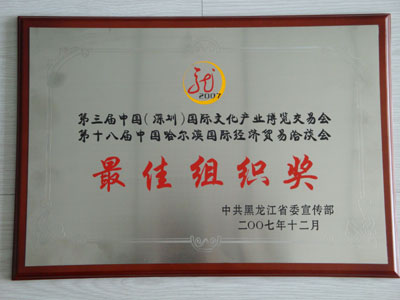 2007
第三届中国(深圳)国际文化产业博览交易会
第十八届中国哈尔滨国际经济贸易洽谈会
最佳组织奖
中共黑龙江省委宣传部
二〇〇七年十二月